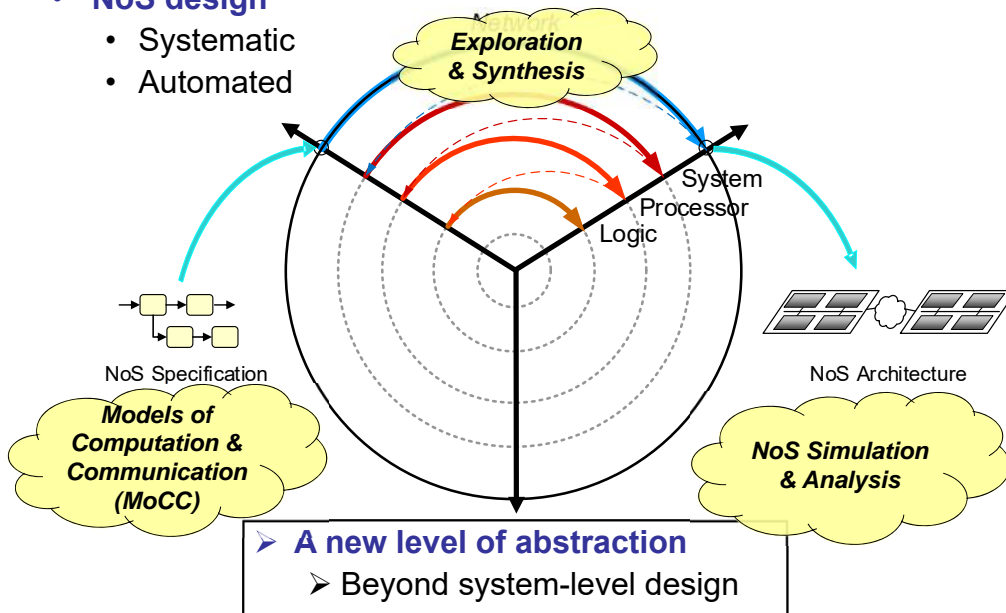 • NoS design
• Systematic
• Automated
Network
Exploration
& Synthesis
System
Processor
Logic
NoS Specification
NoS Architecture
Models of
Computation &
Communication
(MoCC)
NoS Simulation
& Analysis
➢ A new level of abstraction
➢ Beyond system-level design